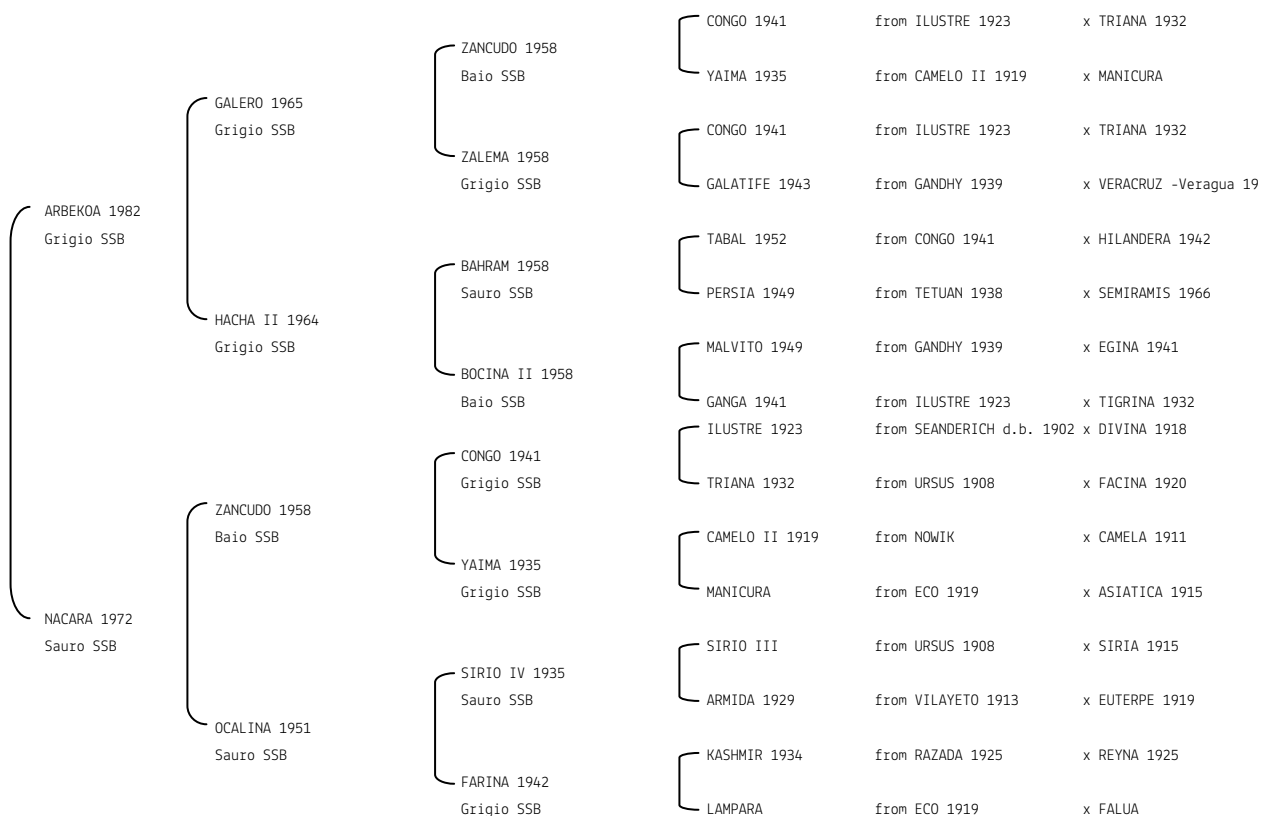 CONGO 1941 from ILUSTRE 1923 x TRIANA 1932
ZANCUDO 1958
Baio SSB YAIMA 1935 from CAMELO II 1919 x MANICURA
GALERO 1965
Grigio SSB CONGO 1941 from ILUSTRE 1923 x TRIANA 1932
ZALEMA 1958
Grigio SSB GALATIFE 1943 from GANDHY 1939 x VERACRUZ -Veragua 19
ARBEKOA 1982
Grigio SSB TABAL 1952 from CONGO 1941 x HILANDERA 1942
BAHRAM 1958
Sauro SSB PERSIA 1949 from TETUAN 1938 x SEMIRAMIS 1966
HACHA II 1964
Grigio SSB MALVITO 1949 from GANDHY 1939 x EGINA 1941
BOCINA II 1958
Baio SSB GANGA 1941 from ILUSTRE 1923 x TIGRINA 1932
ILUSTRE 1923 from SEANDERICH d.b. 1902 x DIVINA 1918
CONGO 1941
Grigio SSB TRIANA 1932 from URSUS 1908 x FACINA 1920
ZANCUDO 1958
Baio SSB CAMELO II 1919 from NOWIK x CAMELA 1911
YAIMA 1935
Grigio SSB MANICURA from ECO 1919 x ASIATICA 1915
NACARA 1972
Sauro SSB SIRIO III from URSUS 1908 x SIRIA 1915
SIRIO IV 1935
Sauro SSB ARMIDA 1929 from VILAYETO 1913 x EUTERPE 1919
OCALINA 1951
Sauro SSB KASHMIR 1934 from RAZADA 1925 x REYNA 1925
FARINA 1942
Grigio SSB LAMPARA from ECO 1919 x FALUA